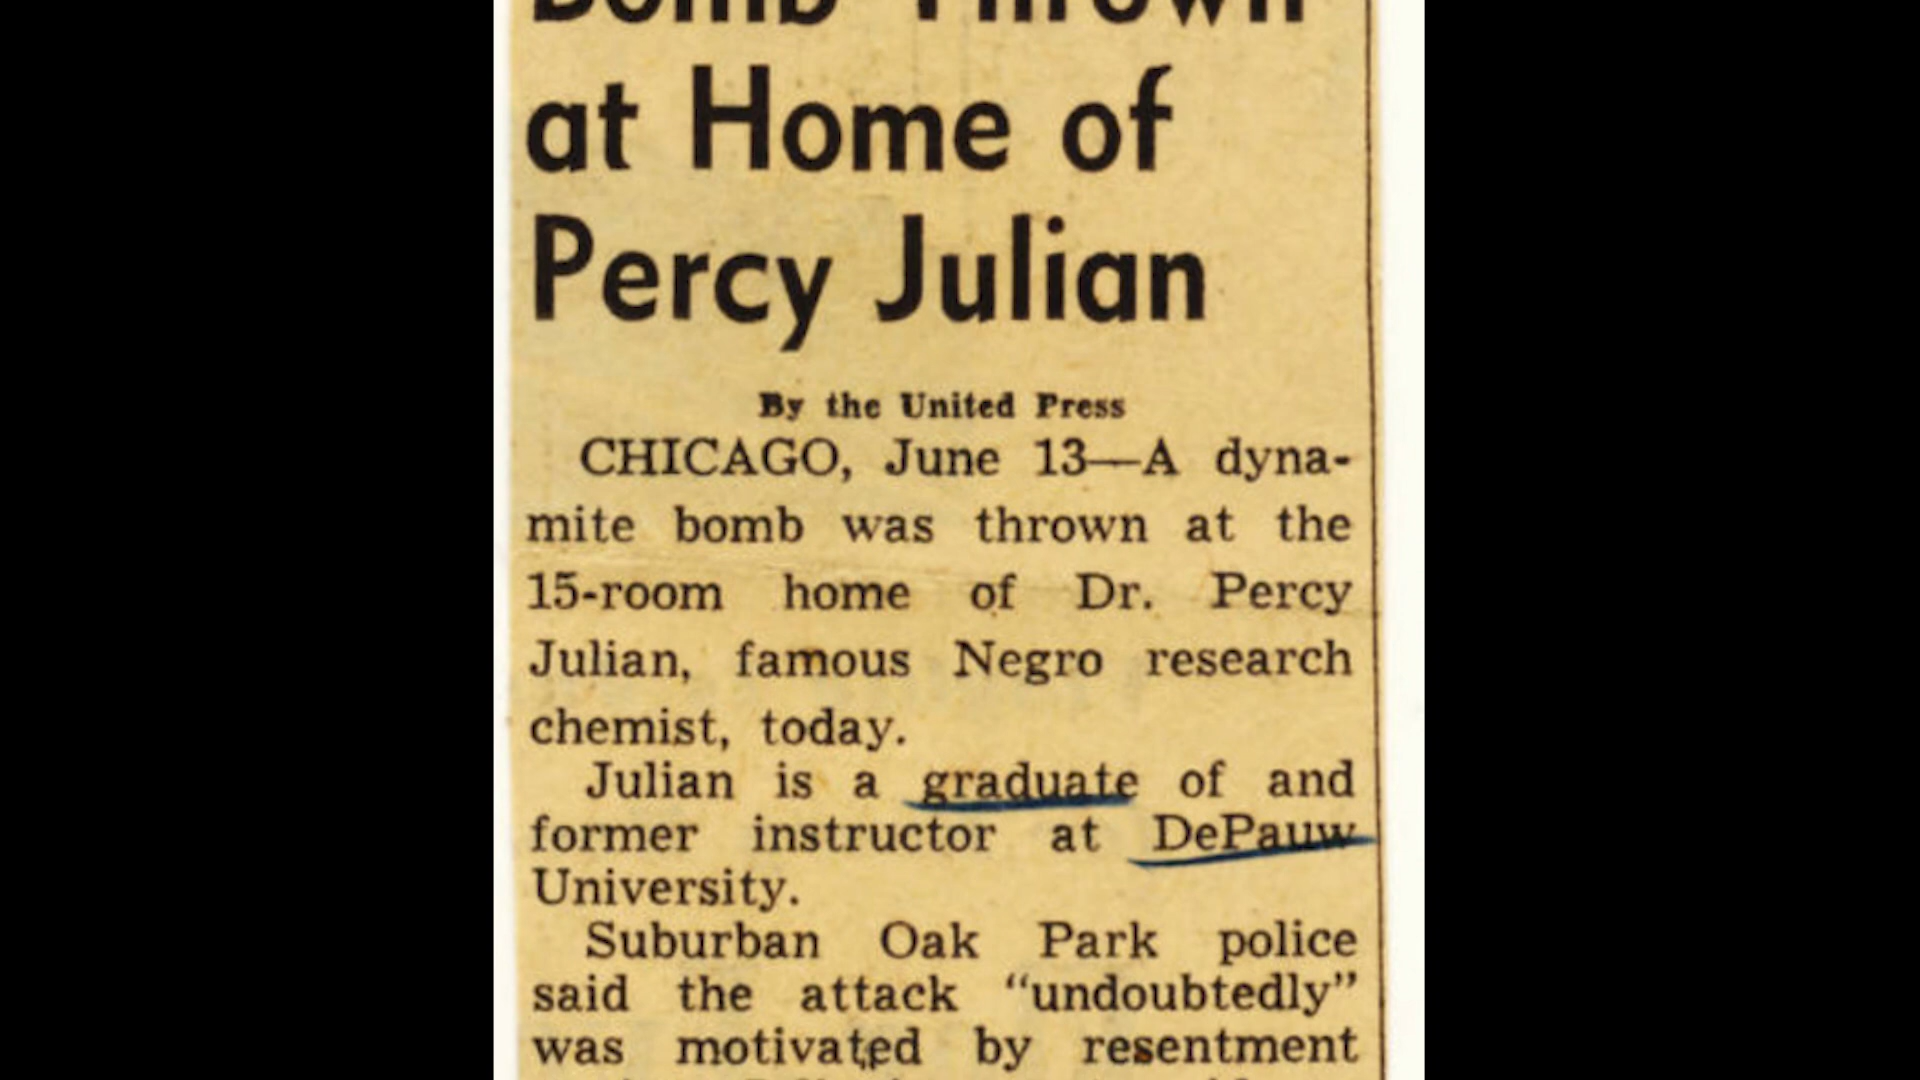 Bomb Thrown
at Home of
Percy Julian
By the United Press
CHICAGO, June 13—A dyna-
mite bomb was thrown at the
15-room home of Dr. Percy
Julian, famous Negro research
chemist, today.
Julian is a graduate of and
former instructor at DePauw
University.
Suburban Oak Park police
said the attack “undoubtedly”
was motivated by resentment